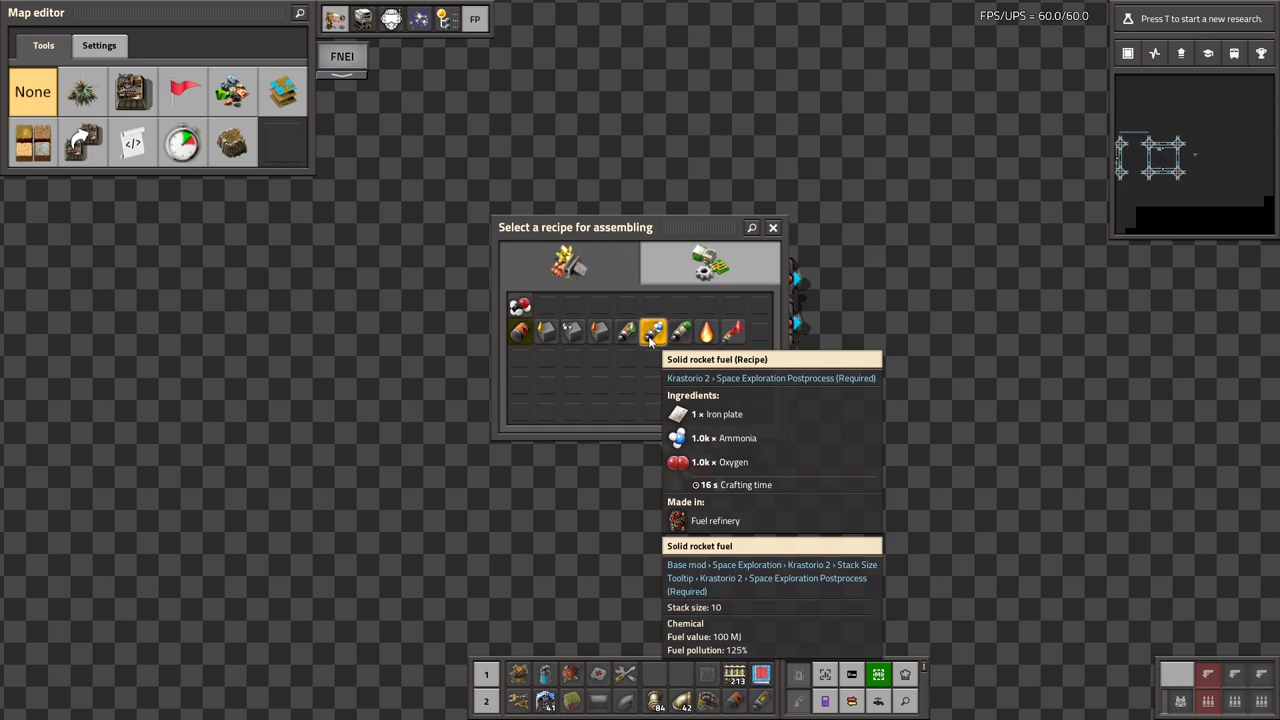 Map editor
FP
FPS/UPS = 60.0/60.0
Press T to start a new research.
Tools
Settings
FNEI
None
Select a recipe for assembling
Solid rocket fuel (Recipe)
Krastorio 2 › Space Exploration Postprocess (Required)
Ingredients:
1 × Iron plate
1.0k × Ammonia
1.0k × Oxygen
16 s Crafting time
Made in:
Fuel refinery
Solid rocket fuel
Base mod › Space Exploration › Krastorio 2 › Stack Size
Tooltip › Krastorio 2 › Space Exploration Postprocess
(Required)
Stack size: 10
Chemical
Fuel value: 100 MJ
Fuel pollution: 125%
1
213
2
41
84
42